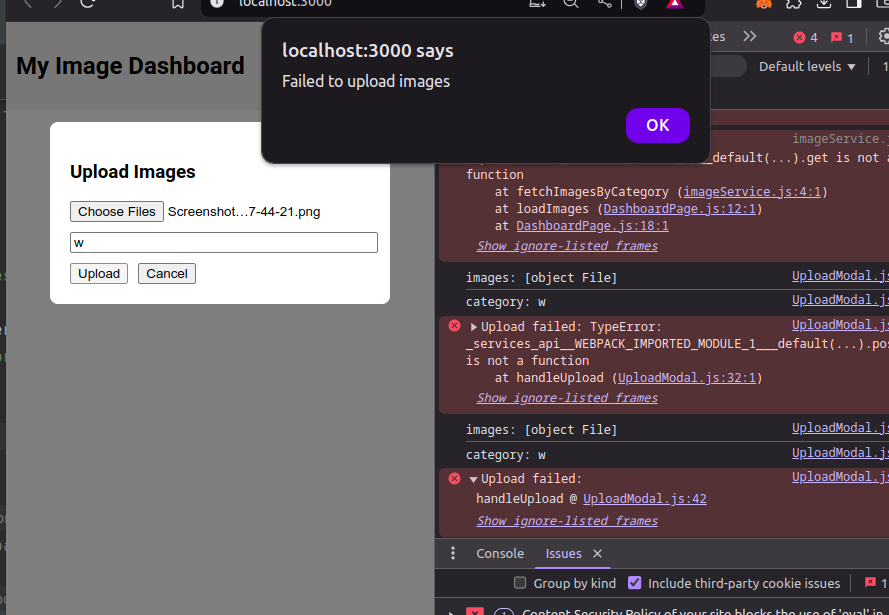 localhost:3000
localhost:3000 says
Failed to upload images
OK
My Image Dashboard
Upload Images
Choose Files Screenshot…7-44-21.png
w
Upload Cancel
4 1
Default levels
imageService.
__default(...).get is not a
function
at fetchImagesByCategory (imageService.js:4:1)
at loadImages (DashboardPage.js:12:1)
at DashboardPage.js:18:1
Show ignore-listed frames
images: [object File] UploadModal.js
category: w UploadModal.js
Upload failed: TypeError: UploadModal.js
_services_api__WEBPACK_IMPORTED_MODULE_1___default(...).pos
is not a function
at handleUpload (UploadModal.js:32:1)
Show ignore-listed frames
images: [object File] UploadModal.js
category: w UploadModal.js
Upload failed: UploadModal.js
handleUpload @ UploadModal.js:42
Show ignore-listed frames
Console Issues
Group by kind Include third-party cookie issues 1
1 Content Security Policy of your site blocks the use of 'eval' in